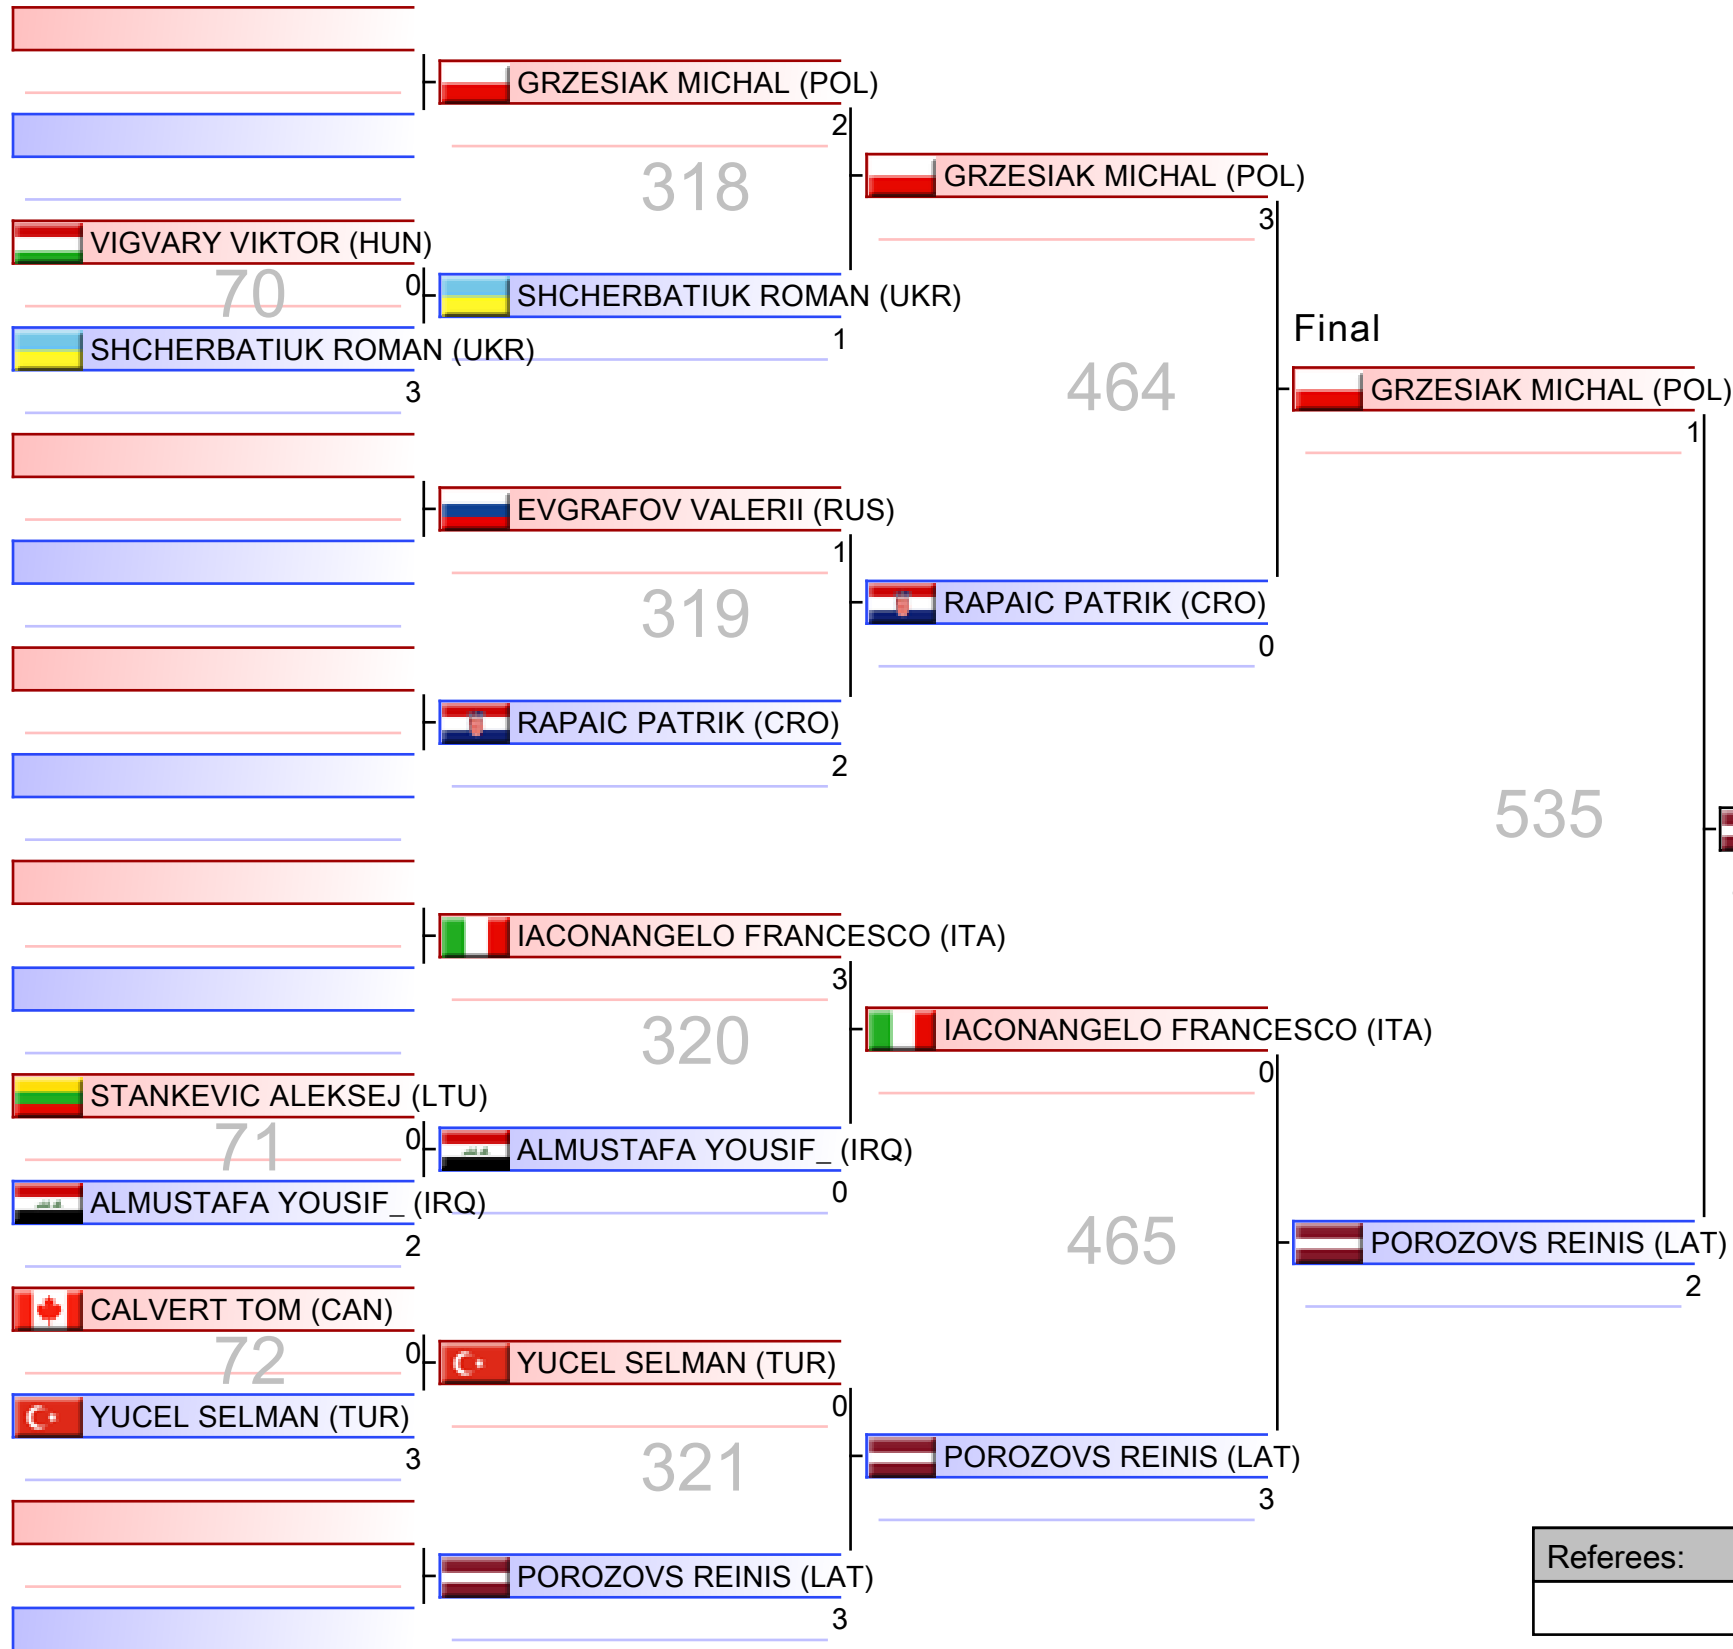 GRZESIAK MICHAL (POL)
2
318
GRZESIAK MICHAL (POL)
3
VIGVARY VIKTOR (HUN)
70
0
SHCHERBATIUK ROMAN (UKR)
1
SHCHERBATIUK ROMAN (UKR)
3
464
Final
GRZESIAK MICHAL (POL)
1
EVGRAFOV VALERII (RUS)
1
319
RAPAIC PATRIK (CRO)
0
RAPAIC PATRIK (CRO)
2
535
IACONANGELO FRANCESCO (ITA)
3
320
IACONANGELO FRANCESCO (ITA)
0
STANKEVIC ALEKSEJ (LTU)
71
0
ALMUSTAFA YOUSIF_ (IRQ)
0
ALMUSTAFA YOUSIF_ (IRQ)
2
465
POROZOVS REINIS (LAT)
2
CALVERT TOM (CAN)
72
0
YUCEL SELMAN (TUR)
0
YUCEL SELMAN (TUR)
3
321
POROZOVS REINIS (LAT)
3
POROZOVS REINIS (LAT)
3
Referees: